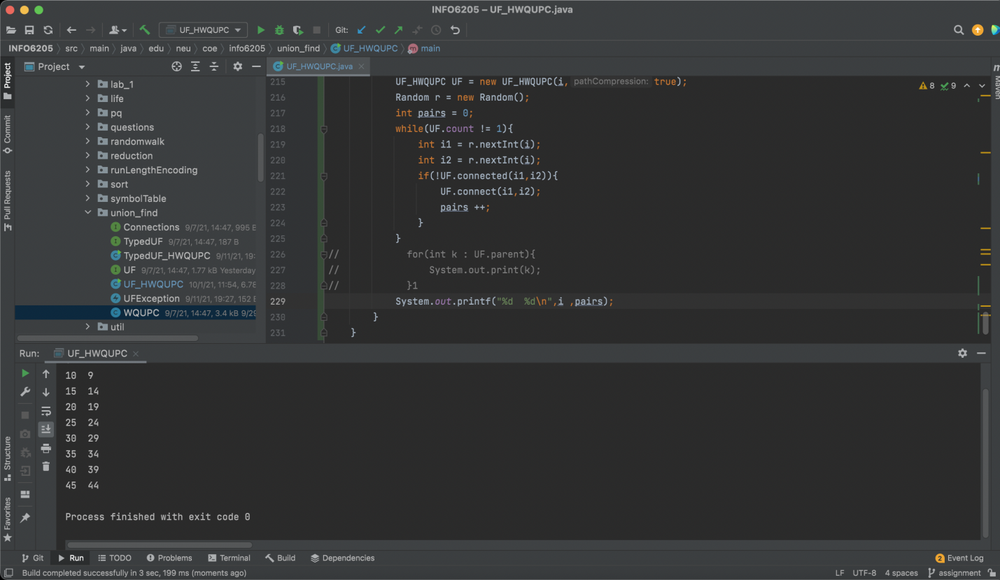 INFO6205 – UF_HWQUPC.java
UF_HWQUPC Git:
INFO6205 src main java edu neu coe info6205 union_find UF_HWQUPC m main
Project
UF_HWQUPC.java
Project
Commit
Pull Requests
Structure
Favorites
lab_1
life
pq
questions
randomwalk
reduction
runLengthEncoding
sort
symbolTable
union_find
Connections 9/7/21, 14:47, 995 B
TypedUF 9/7/21, 14:47, 187 B
TypedUF_HWQUPC 9/11/21, 19:
UF 9/7/21, 14:47, 1.77 kB Yesterday
UF_HWQUPC 10/1/21, 11:54, 6.78
UFException 9/11/21, 19:27, 152 B
WQUPC 9/7/21, 14:47, 3.4 kB 9/29
util
215 UF_HWQUPC UF = new UF_HWQUPC(i, pathCompression: true);
216 Random r = new Random();
217 int pairs = 0;
218 while(UF.count != 1){
219 int i1 = r.nextInt(i);
220 int i2 = r.nextInt(i);
221 if(!UF.connected(i1,i2)){
222 UF.connect(i1,i2);
223 pairs ++;
224 }
225 }
226 // for(int k : UF.parent){
227 // System.out.print(k);
228 // }1
229 System.out.printf("%d  %d\n",i ,pairs);
230 }
231 }
8 9
Maven
Run: UF_HWQUPC
10  9
15  14
20  19
25  24
30  29
35  34
40  39
45  44
Process finished with exit code 0
Git Run TODO Problems Terminal Build Dependencies 2 Event Log
Build completed successfully in 3 sec, 199 ms (moments ago) LF UTF-8 4 spaces assignment